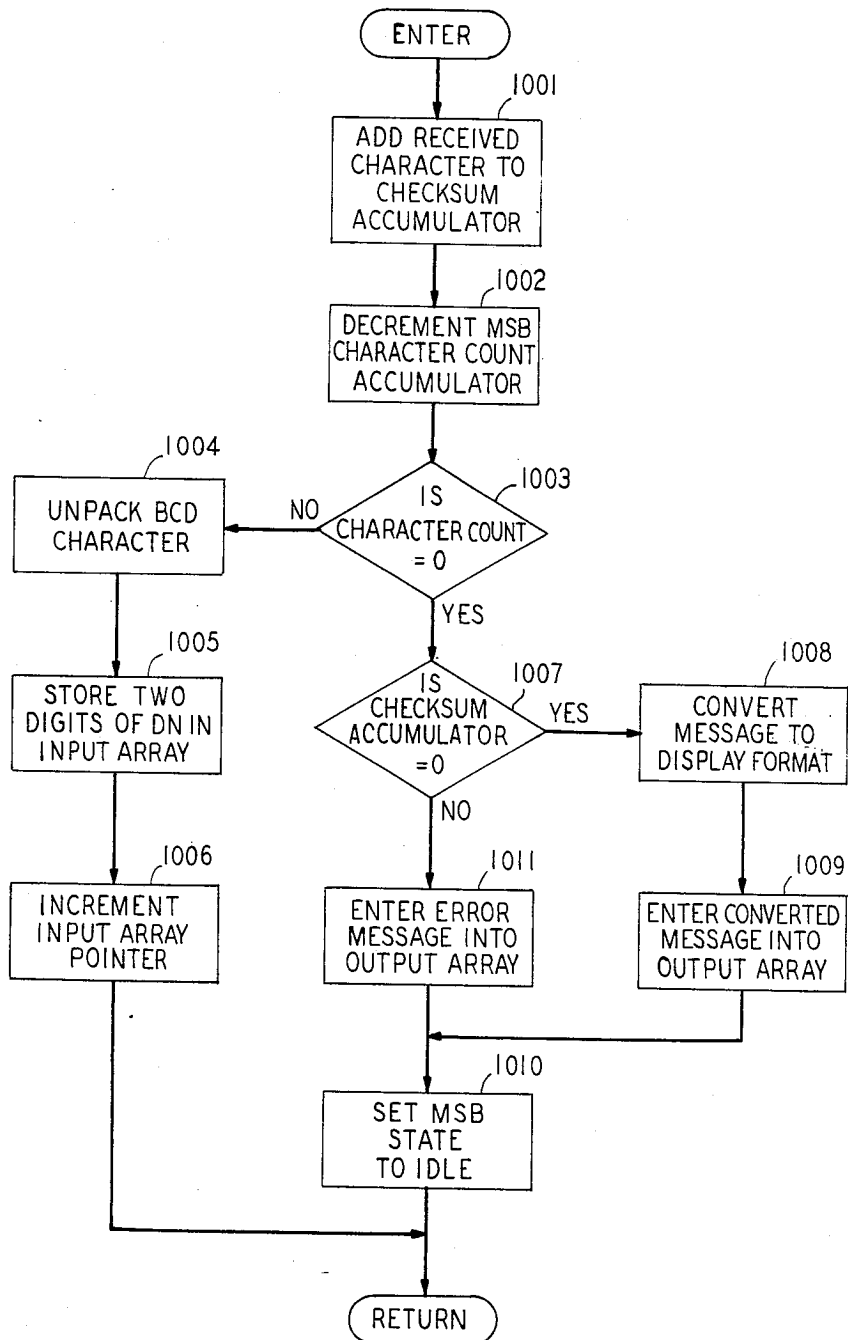 ENTER
1001
ADD RECEIVED
CHARACTER TO
CHECKSUM
ACCUMULATOR
1002
DECREMENT MSB
CHARACTER COUNT
ACCUMULATOR
1003
IS
CHARACTER COUNT
= 0
NO
YES
1004
UNPACK BCD
CHARACTER
1005
STORE TWO
DIGITS OF DN IN
INPUT ARRAY
1006
INCREMENT
INPUT ARRAY
POINTER
1007
IS
CHECKSUM
ACCUMULATOR
=0
YES
NO
1008
CONVERT
MESSAGE TO
DISPLAY FORMAT
1011
ENTER ERROR
MESSAGE INTO
OUTPUT ARRAY
1009
ENTER CONVERTED
MESSAGE INTO
OUTPUT ARRAY
1010
SET MSB
STATE
TO IDLE
RETURN